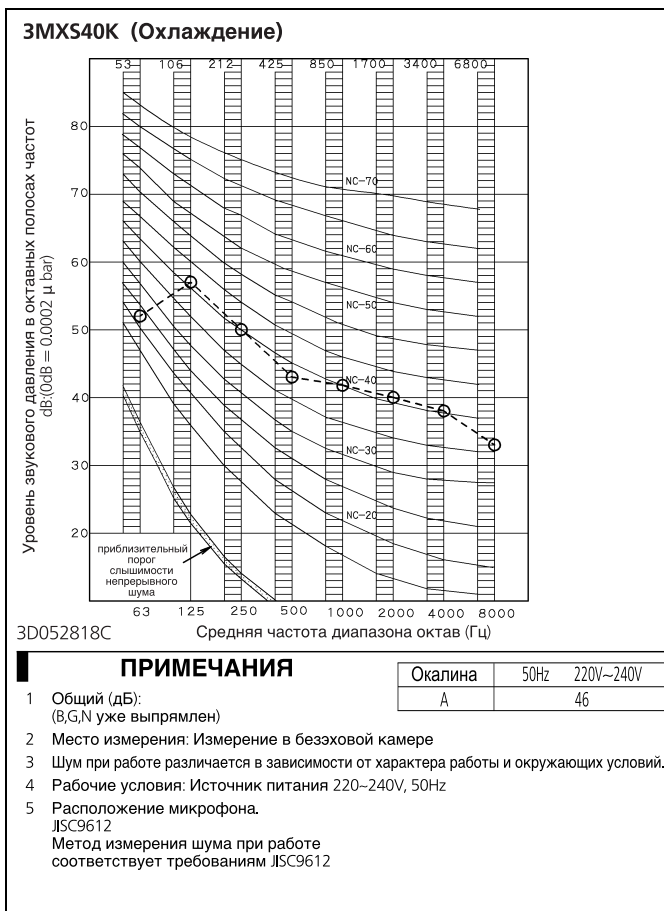 3MXS40K (Охлаждение)
53 106 212 425 850 1700 3400 6800
Уровень звукового давления в октавных полосах частот
dB:(0dB = 0.0002 µ bar)
80
70
60
50
40
30
20
NC-70
NC-60
NC-50
NC-40
NC-30
NC-20
приблизительный
порог
слышимости
непрерывного
шума
63 125 250 500 1000 2000 4000 8000
3D052818C
Средняя частота диапазона октав (Гц)
ПРИМЕЧАНИЯ
Окалина 50Hz 220V~240V
A 46
1 Общий (дБ):
(B,G,N уже выпрямлен)
2 Место измерения: Измерение в безэховой камере
3 Шум при работе различается в зависимости от характера работы и окружающих условий.
4 Рабочие условия: Источник питания 220~240V, 50Hz
5 Расположение микрофона.
JISC9612
Метод измерения шума при работе
соответствует требованиям JISC9612